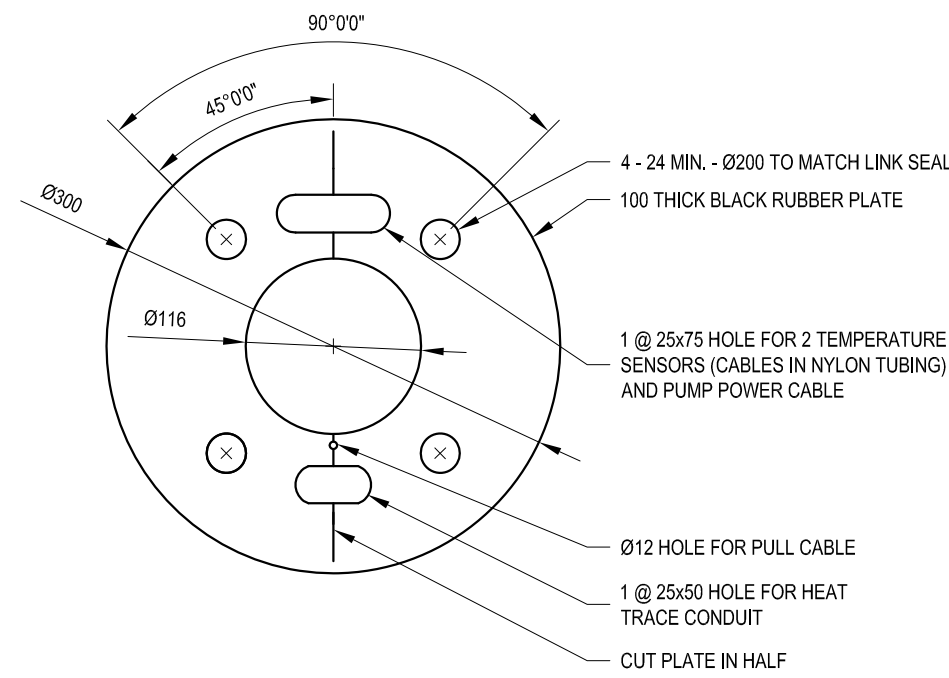 90°0'0"
45°0'0"
Ø300
Ø116
4 - 24 MIN. - Ø200 TO MATCH LINK SEAL
100 THICK BLACK RUBBER PLATE
1 @ 25x75 HOLE FOR 2 TEMPERATURE
SENSORS (CABLES IN NYLON TUBING)
AND PUMP POWER CABLE
Ø12 HOLE FOR PULL CABLE
1 @ 25x50 HOLE FOR HEAT
TRACE CONDUIT
CUT PLATE IN HALF